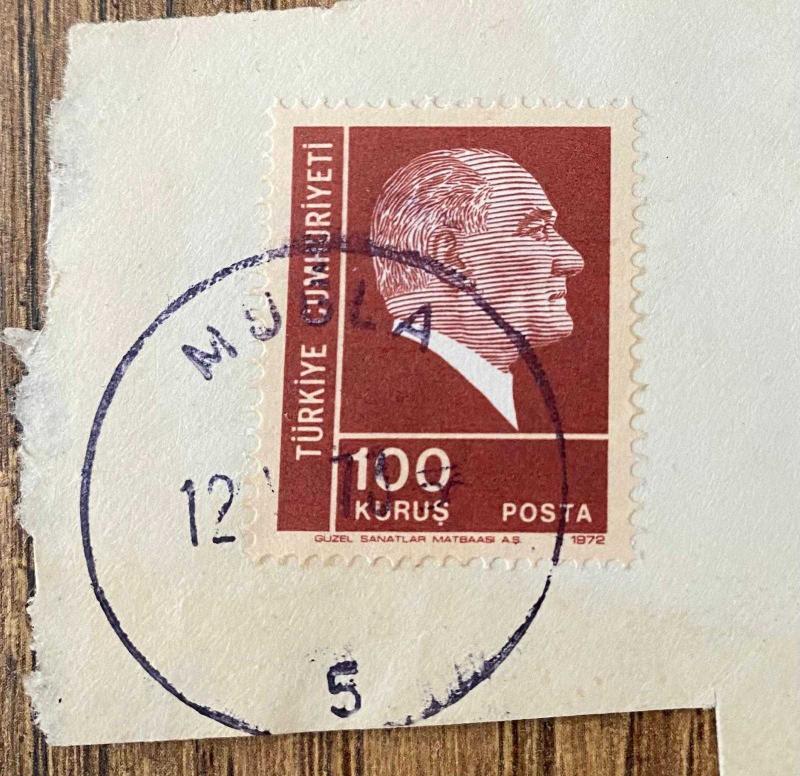 TÜRKİYE CUMHURİYETİ
100
KURUŞ POSTA
GÜZEL SANATLAR MATBAASI A.Ş. 1972
MUĞLA
12
5